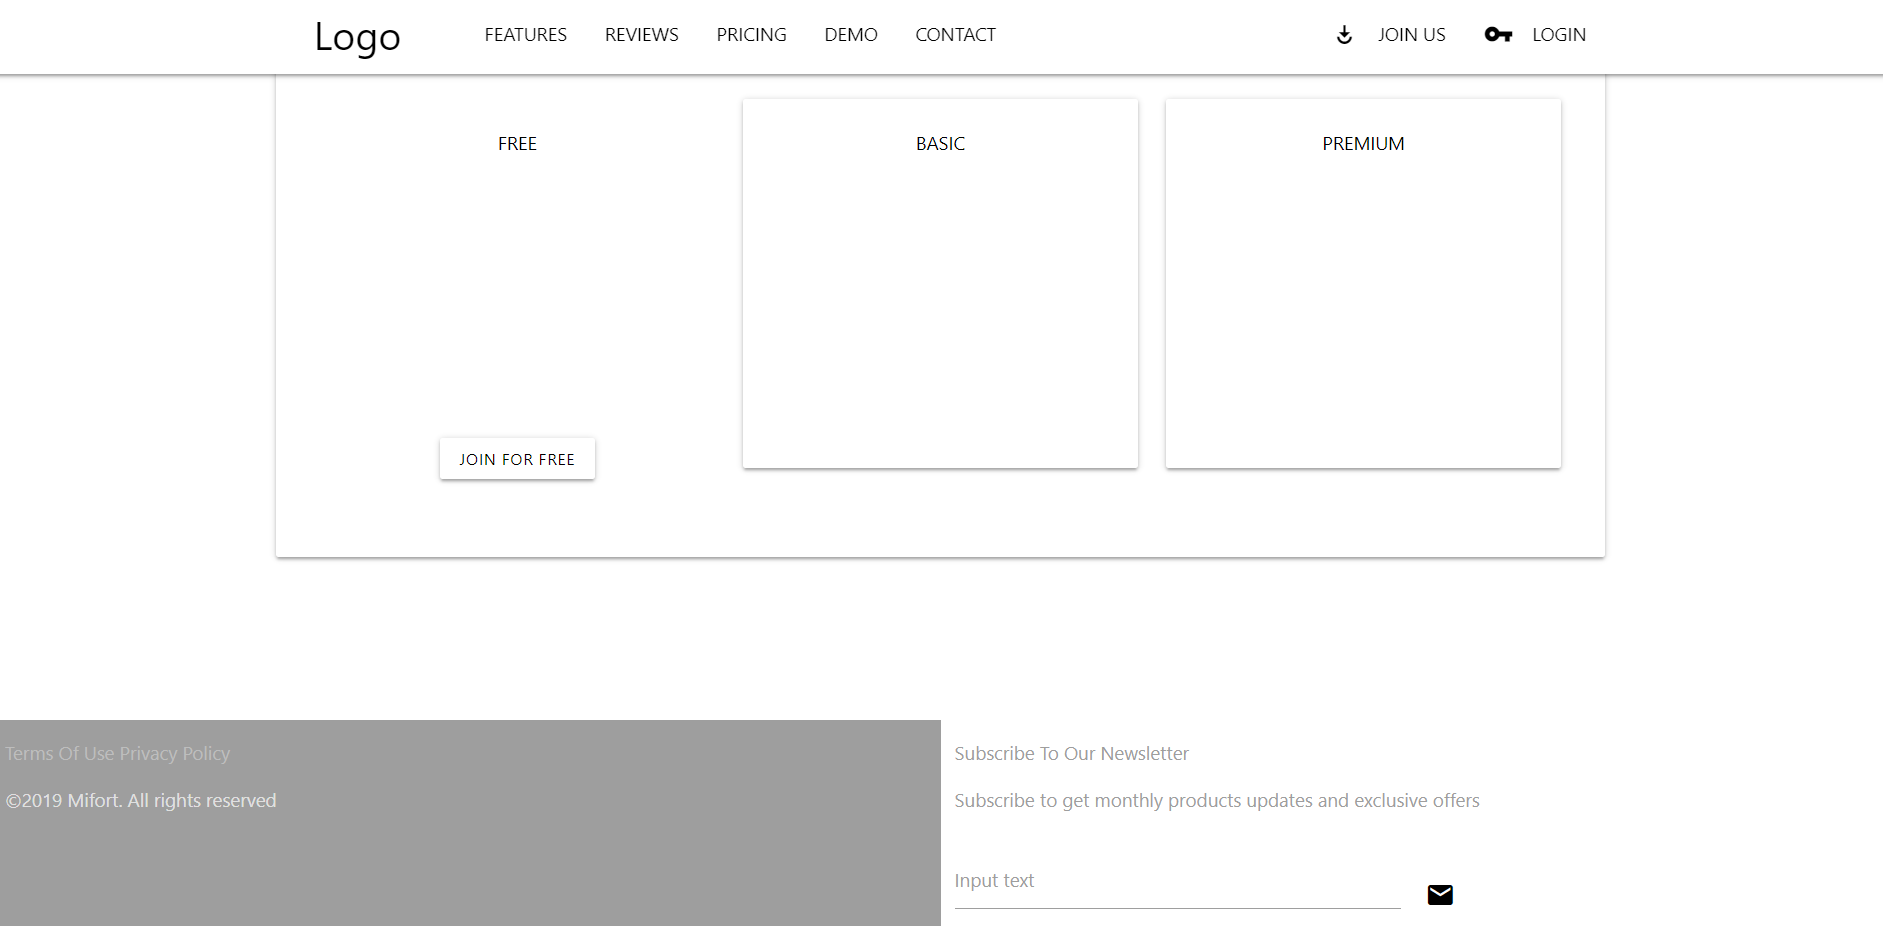 Logo FEATURES REVIEWS PRICING DEMO CONTACT JOIN US LOGIN
FREE BASIC PREMIUM
JOIN FOR FREE
Terms Of Use Privacy Policy
©2019 Mifort. All rights reserved
Subscribe To Our Newsletter
Subscribe to get monthly products updates and exclusive offers
Input text